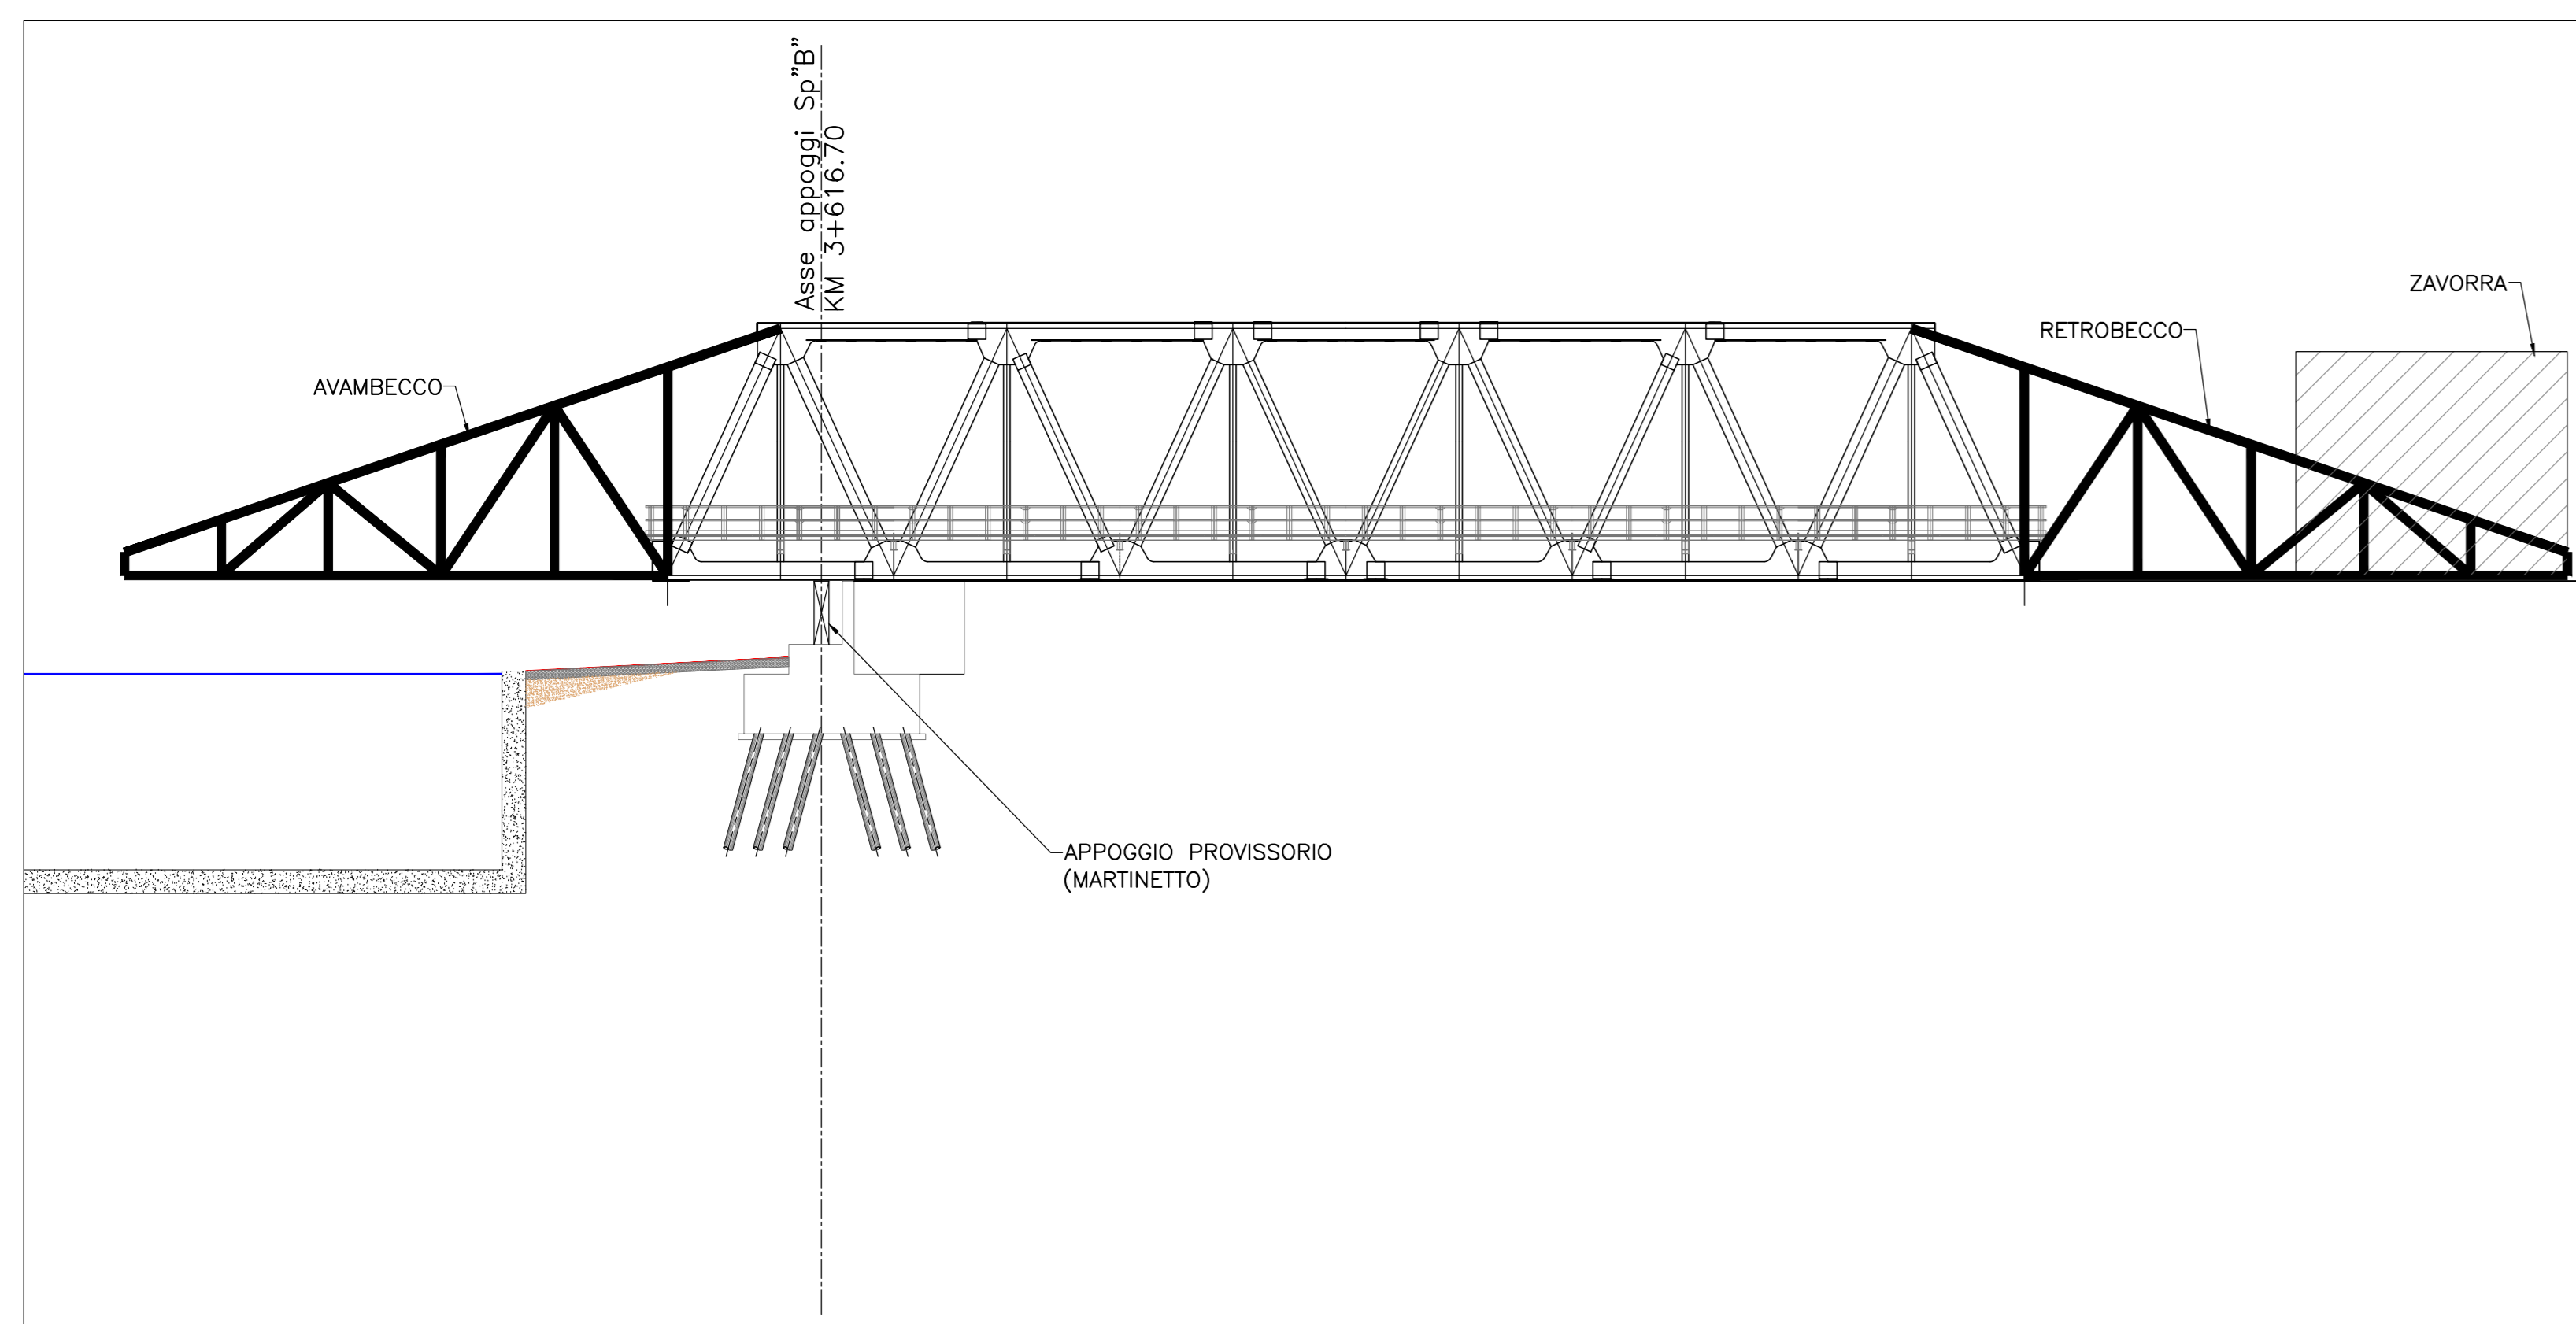 Asse appoggi Sp"B"
KM 3+616.70
ZAVORRA
RETROBECCO
AVAMBECCO
APPOGGIO PROVISSORIO
(MARTINETTO)